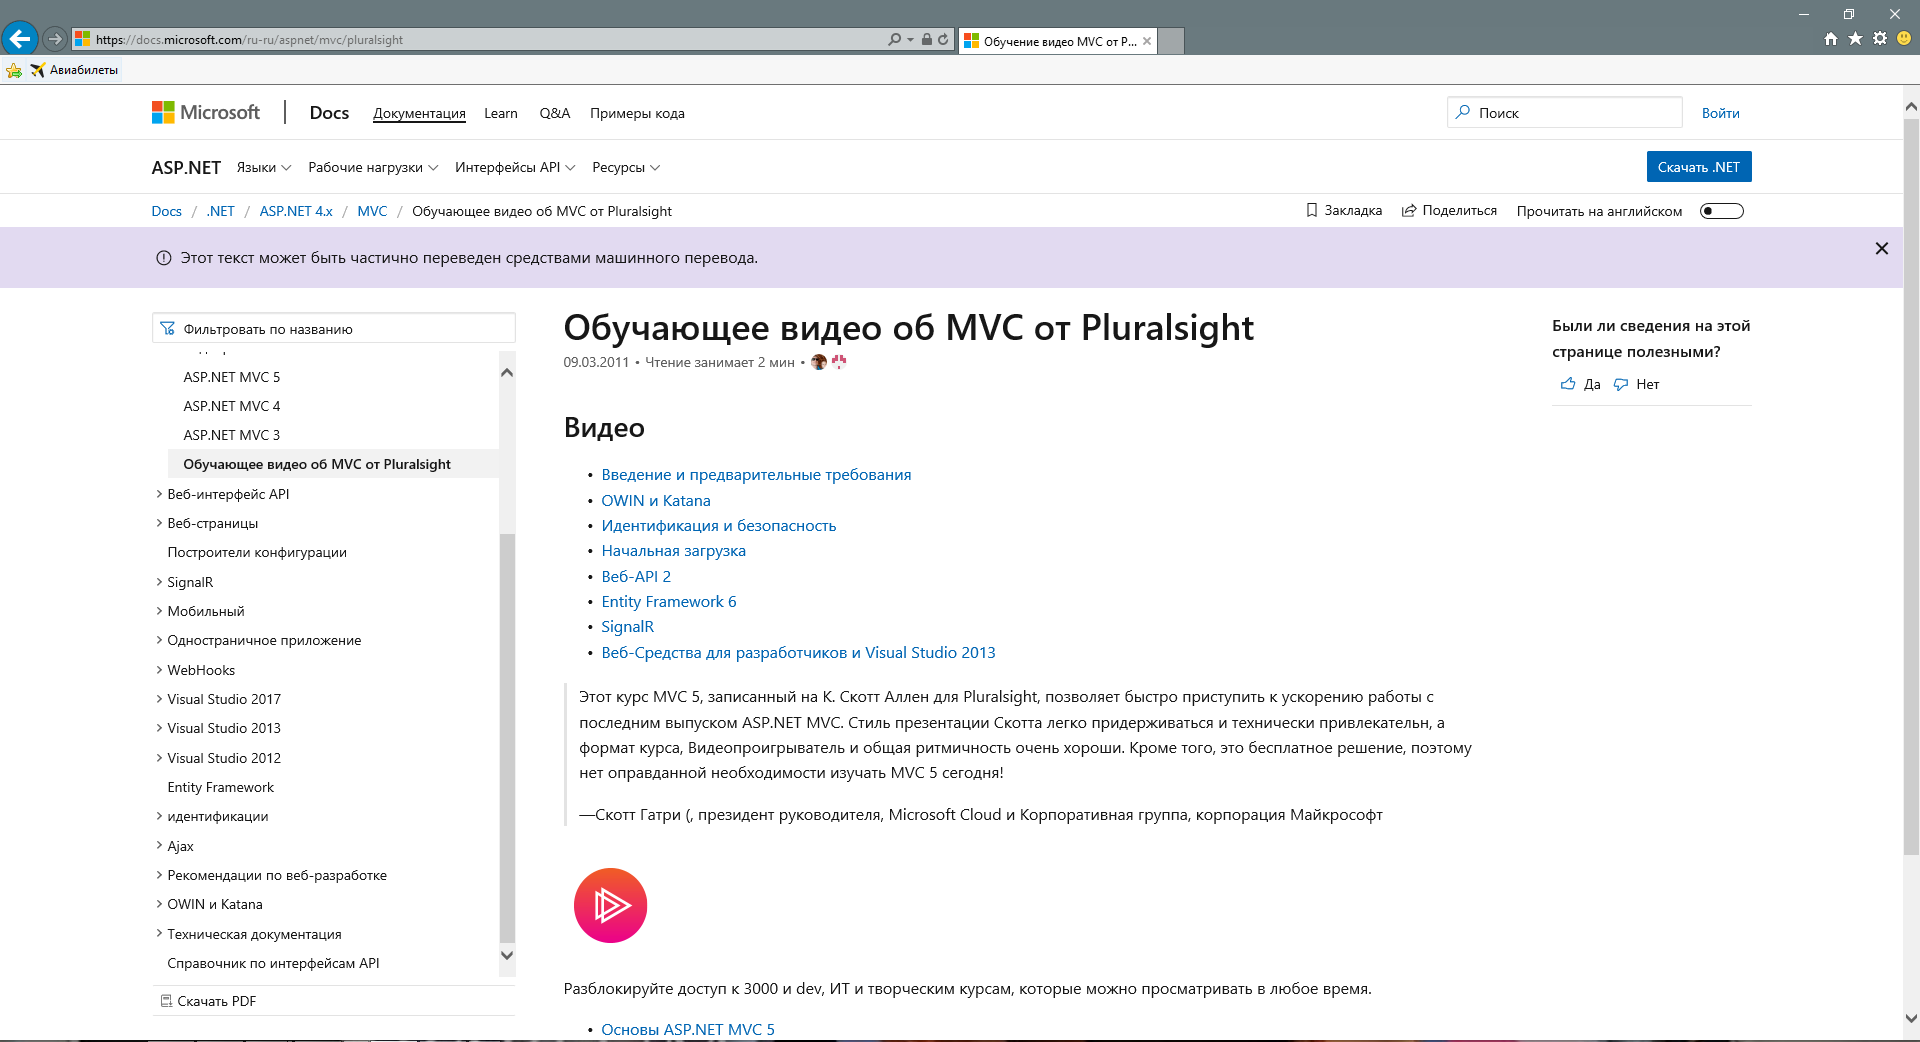 https://docs.microsoft.com/ru-ru/aspnet/mvc/pluralsight
Обучение видео MVC от P...
Авиабилеты
Microsoft
Docs
Документация
Learn
Q&A
Примеры кода
Поиск
Войти
ASP.NET
Языки
Рабочие нагрузки
Интерфейсы API
Ресурсы
Скачать .NET
Docs / .NET / ASP.NET 4.x / MVC / Обучающее видео об MVC от Pluralsight
Закладка
Поделиться
Прочитать на английском
Этот текст может быть частично переведен средствами машинного перевода.
Фильтровать по названию
ASP.NET MVC 5
ASP.NET MVC 4
ASP.NET MVC 3
Обучающее видео об MVC от Pluralsight
Веб-интерфейс API
Веб-страницы
Построители конфигурации
SignalR
Мобильный
Одностраничное приложение
WebHooks
Visual Studio 2017
Visual Studio 2013
Visual Studio 2012
Entity Framework
идентификации
Ajax
Рекомендации по веб-разработке
OWIN и Katana
Техническая документация
Справочник по интерфейсам API
Скачать PDF
Обучающее видео об MVC от Pluralsight
09.03.2011 • Чтение занимает 2 мин •
Видео
• Введение и предварительные требования
• OWIN и Katana
• Идентификация и безопасность
• Начальная загрузка
• Веб-API 2
• Entity Framework 6
• SignalR
• Веб-Средства для разработчиков и Visual Studio 2013
Этот курс MVC 5, записанный на К. Скотт Аллен для Pluralsight, позволяет быстро приступить к ускорению работы с
последним выпуском ASP.NET MVC. Стиль презентации Скотта легко придерживаться и технически привлекательн, а
формат курса, Видеопроигрыватель и общая ритмичность очень хороши. Кроме того, это бесплатное решение, поэтому
нет оправданной необходимости изучать MVC 5 сегодня!
—Скотт Гатри (, президент руководителя, Microsoft Cloud и Корпоративная группа, корпорация Майкрософт
Разблокируйте доступ к 3000 и dev, ИТ и творческим курсам, которые можно просматривать в любое время.
• Основы ASP.NET MVC 5
Были ли сведения на этой
странице полезными?
Да
Нет